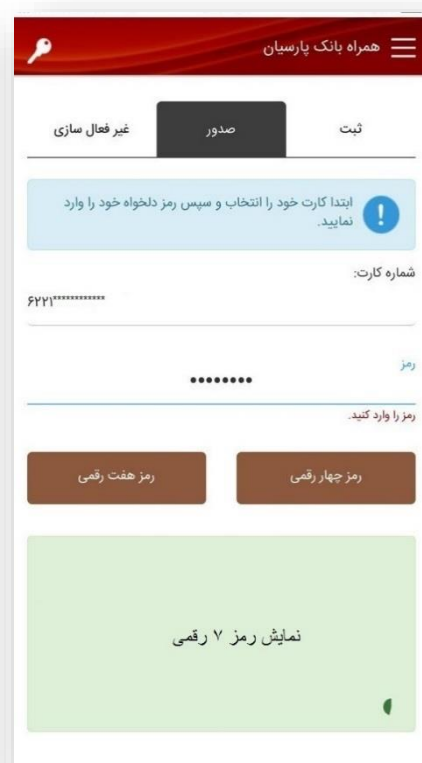 همراه بانک پارسیان
ثبت
صدور
غیر فعال سازی
ابتدا کارت خود را انتخاب و سپس رمز دلخواه خود را وارد
نمایید.
شماره کارت:
۶۲۲۱************
رمز
••••••••
رمز را وارد کنید.
رمز چهار رقمی
رمز هفت رقمی
نمایش رمز ۷ رقمی